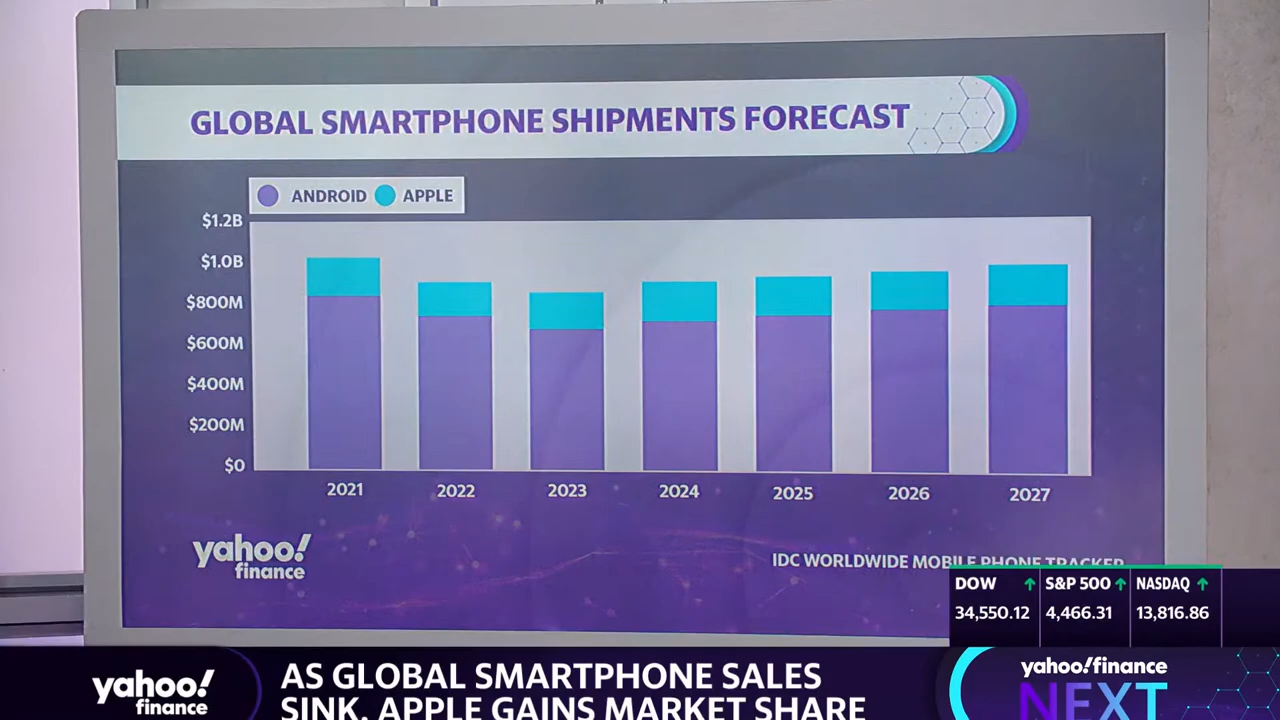 GLOBAL SMARTPHONE SHIPMENTS FORECAST
ANDROID APPLE
$1.2B
$1.0B
$800M
$600M
$400M
$200M
$0
2021 2022 2023 2024 2025 2026 2027
yahoo!
finance
IDC WORLDWIDE MOBILE PHONE TRACKER
DOW S&P 500 NASDAQ
34,550.12 4,466.31 13,816.86
yahoo!
finance
AS GLOBAL SMARTPHONE SALES
SINK, APPLE GAINS MARKET SHARE
yahoo!finance
NEXT